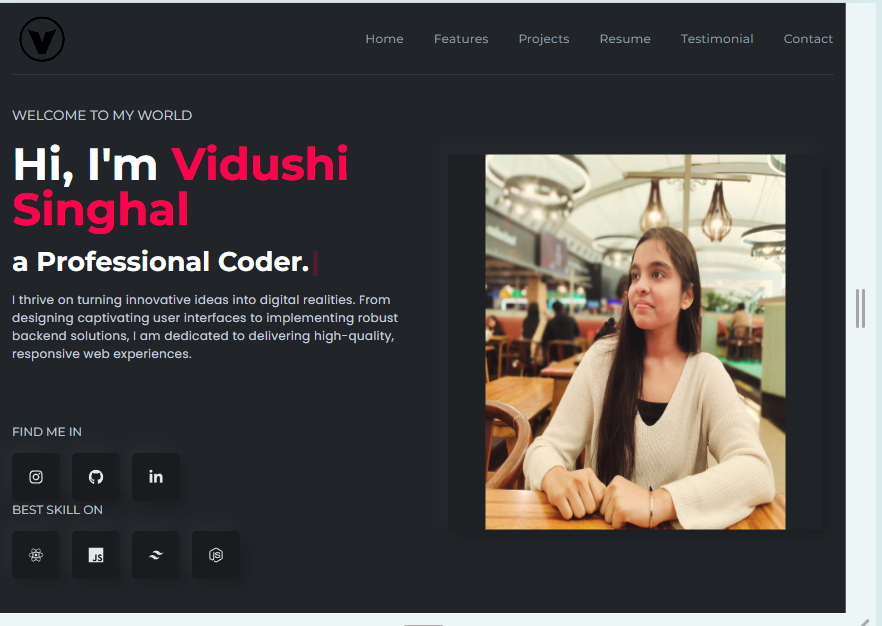 V
Home Features Projects Resume Testimonial Contact
WELCOME TO MY WORLD
Hi, I'm Vidushi
Singhal
a Professional Coder.
I thrive on turning innovative ideas into digital realities. From
designing captivating user interfaces to implementing robust
backend solutions, I am dedicated to delivering high-quality,
responsive web experiences.
FIND ME IN
in
BEST SKILL ON
JS
JS